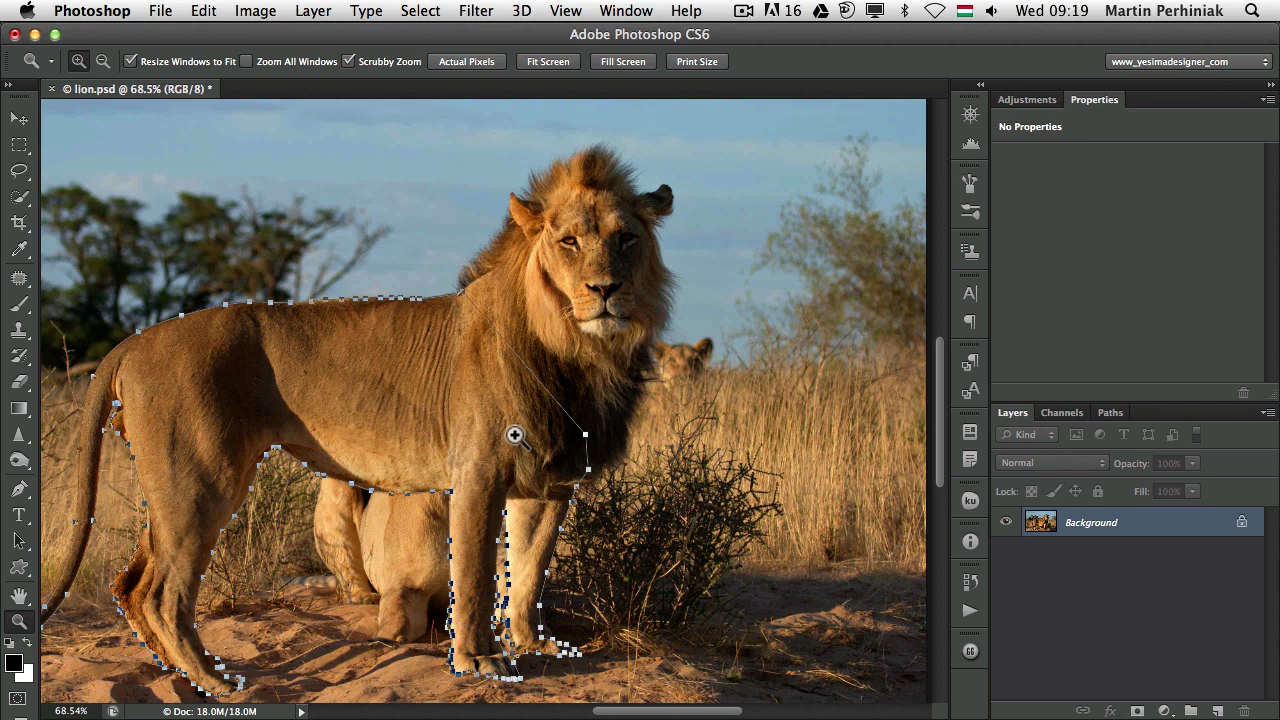 Photoshop File Edit Image Layer Type Select Filter 3D View Window Help 16 Wed 09:19 Martin Perhiniak
Adobe Photoshop CS6
Resize Windows to Fit Zoom All Windows Scrubby Zoom Actual Pixels Fit Screen Fill Screen Print Size www_yesimadesigner_com
× © lion.psd @ 68.5% (RGB/8) *
Adjustments Properties
No Properties
Layers Channels Paths
Kind
Normal Opacity: 100%
Lock: Fill: 100%
Background
68.54% © Doc: 18.0M/18.0M